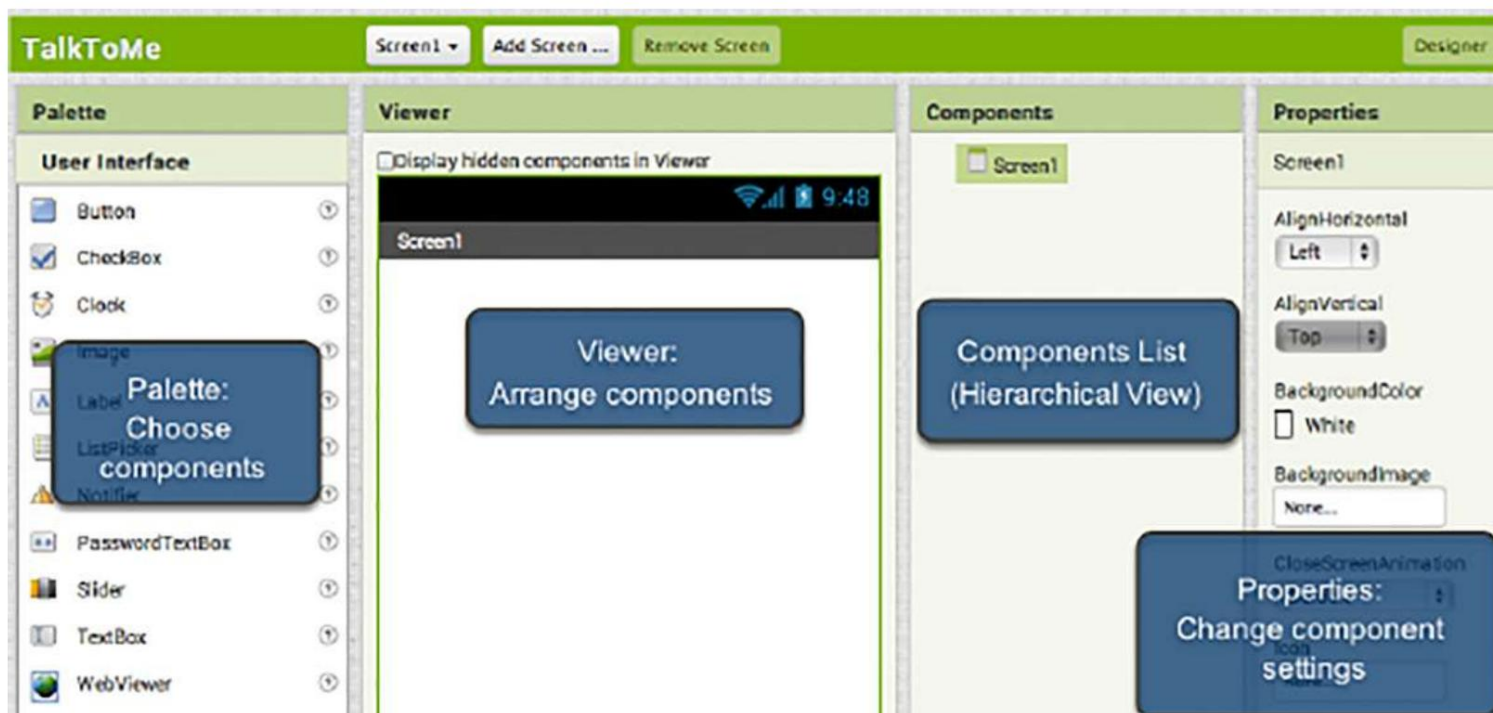 TalkToMe
Screen1
Add Screen ...
Remove Screen
Designer
Palette
User Interface
Button
CheckBox
Clock
Image
Label
ListPicker
Notifier
PasswordTextBox
Slider
TextBox
WebViewer
Palette:
Choose
components
Viewer
Display hidden components in Viewer
9:48
Screen1
Viewer:
Arrange components
Components
Screen1
Components List
(Hierarchical View)
Properties
Screen1
AlignHorizontal
Left
AlignVertical
Top
BackgroundColor
White
BackgroundImage
None...
CloseScreenAnimation
Icon
None...
Properties:
Change component
settings